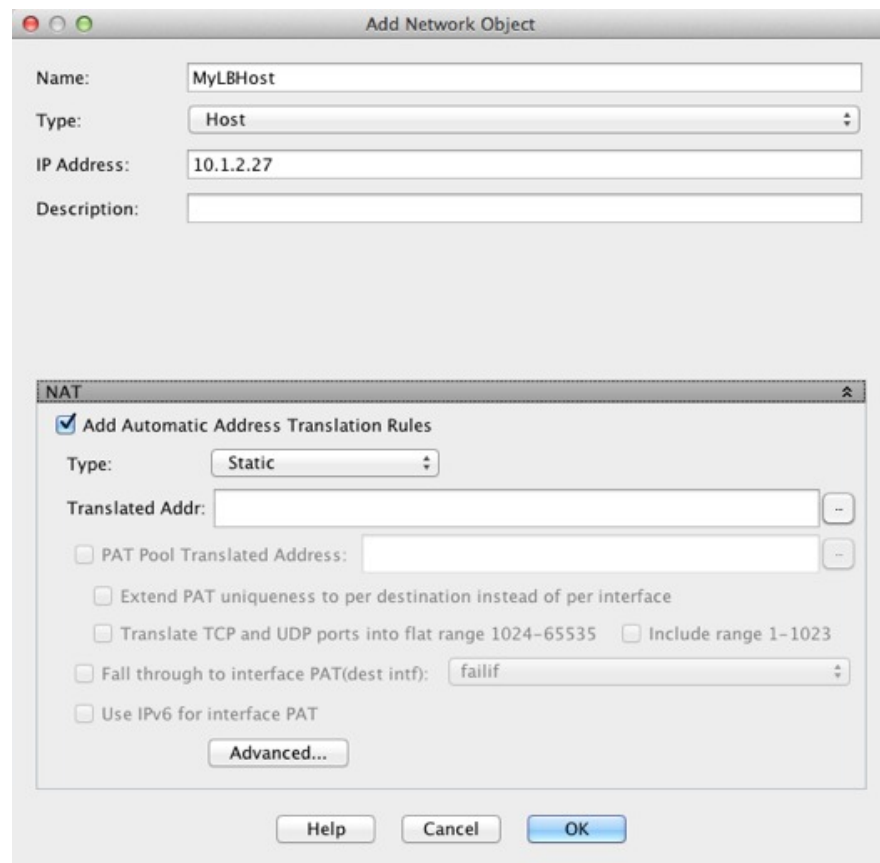 Add Network Object
Name: MyLBHost
Type: Host
IP Address: 10.1.2.27
Description:
NAT
Add Automatic Address Translation Rules
Type: Static
Translated Addr: ...
PAT Pool Translated Address: ...
Extend PAT uniqueness to per destination instead of per interface
Translate TCP and UDP ports into flat range 1024-65535 Include range 1-1023
Fall through to interface PAT(dest intf): failif
Use IPv6 for interface PAT
Advanced...
Help Cancel OK